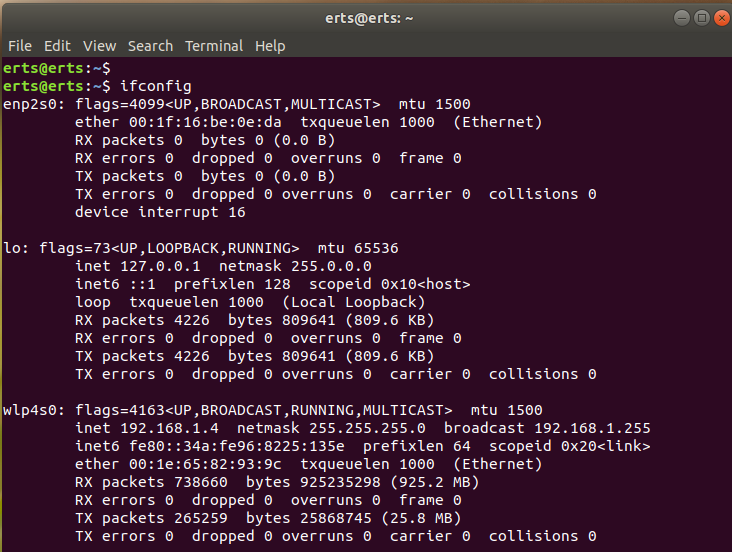 erts@erts: ~
File Edit View Search Terminal Help
erts@erts:~$
erts@erts:~$ ifconfig
enp2s0: flags=4099<UP,BROADCAST,MULTICAST>  mtu 1500
        ether 00:1f:16:be:0e:da  txqueuelen 1000  (Ethernet)
        RX packets 0  bytes 0 (0.0 B)
        RX errors 0  dropped 0  overruns 0  frame 0
        TX packets 0  bytes 0 (0.0 B)
        TX errors 0  dropped 0 overruns 0  carrier 0  collisions 0
        device interrupt 16
lo: flags=73<UP,LOOPBACK,RUNNING>  mtu 65536
        inet 127.0.0.1  netmask 255.0.0.0
        inet6 ::1  prefixlen 128  scopeid 0x10<host>
        loop  txqueuelen 1000  (Local Loopback)
        RX packets 4226  bytes 809641 (809.6 KB)
        RX errors 0  dropped 0  overruns 0  frame 0
        TX packets 4226  bytes 809641 (809.6 KB)
        TX errors 0  dropped 0 overruns 0  carrier 0  collisions 0
wlp4s0: flags=4163<UP,BROADCAST,RUNNING,MULTICAST>  mtu 1500
        inet 192.168.1.4  netmask 255.255.255.0  broadcast 192.168.1.255
        inet6 fe80::34a:fe96:8225:135e  prefixlen 64  scopeid 0x20<link>
        ether 00:1e:65:82:93:9c  txqueuelen 1000  (Ethernet)
        RX packets 738660  bytes 925235298 (925.2 MB)
        RX errors 0  dropped 0  overruns 0  frame 0
        TX packets 265259  bytes 25868745 (25.8 MB)
        TX errors 0  dropped 0 overruns 0  carrier 0  collisions 0